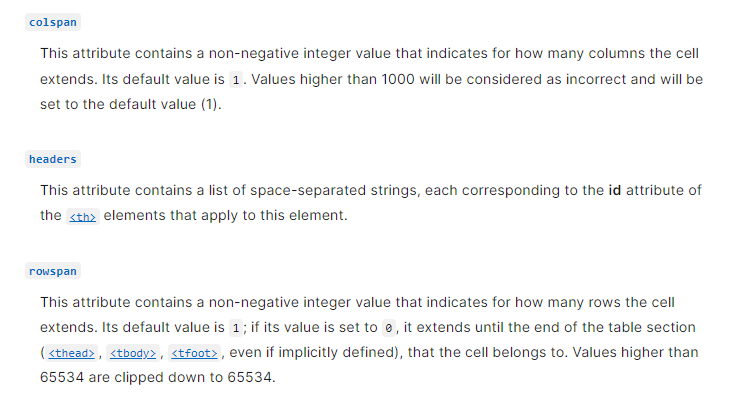 colspan
This attribute contains a non-negative integer value that indicates for how many columns the cell
extends. Its default value is 1. Values higher than 1000 will be considered as incorrect and will be
set to the default value (1).
headers
This attribute contains a list of space-separated strings, each corresponding to the id attribute of
the <th> elements that apply to this element.
rowspan
This attribute contains a non-negative integer value that indicates for how many rows the cell
extends. Its default value is 1; if its value is set to 0, it extends until the end of the table section
(<thead>, <tbody>, <tfoot>, even if implicitly defined), that the cell belongs to. Values higher than
65534 are clipped down to 65534.